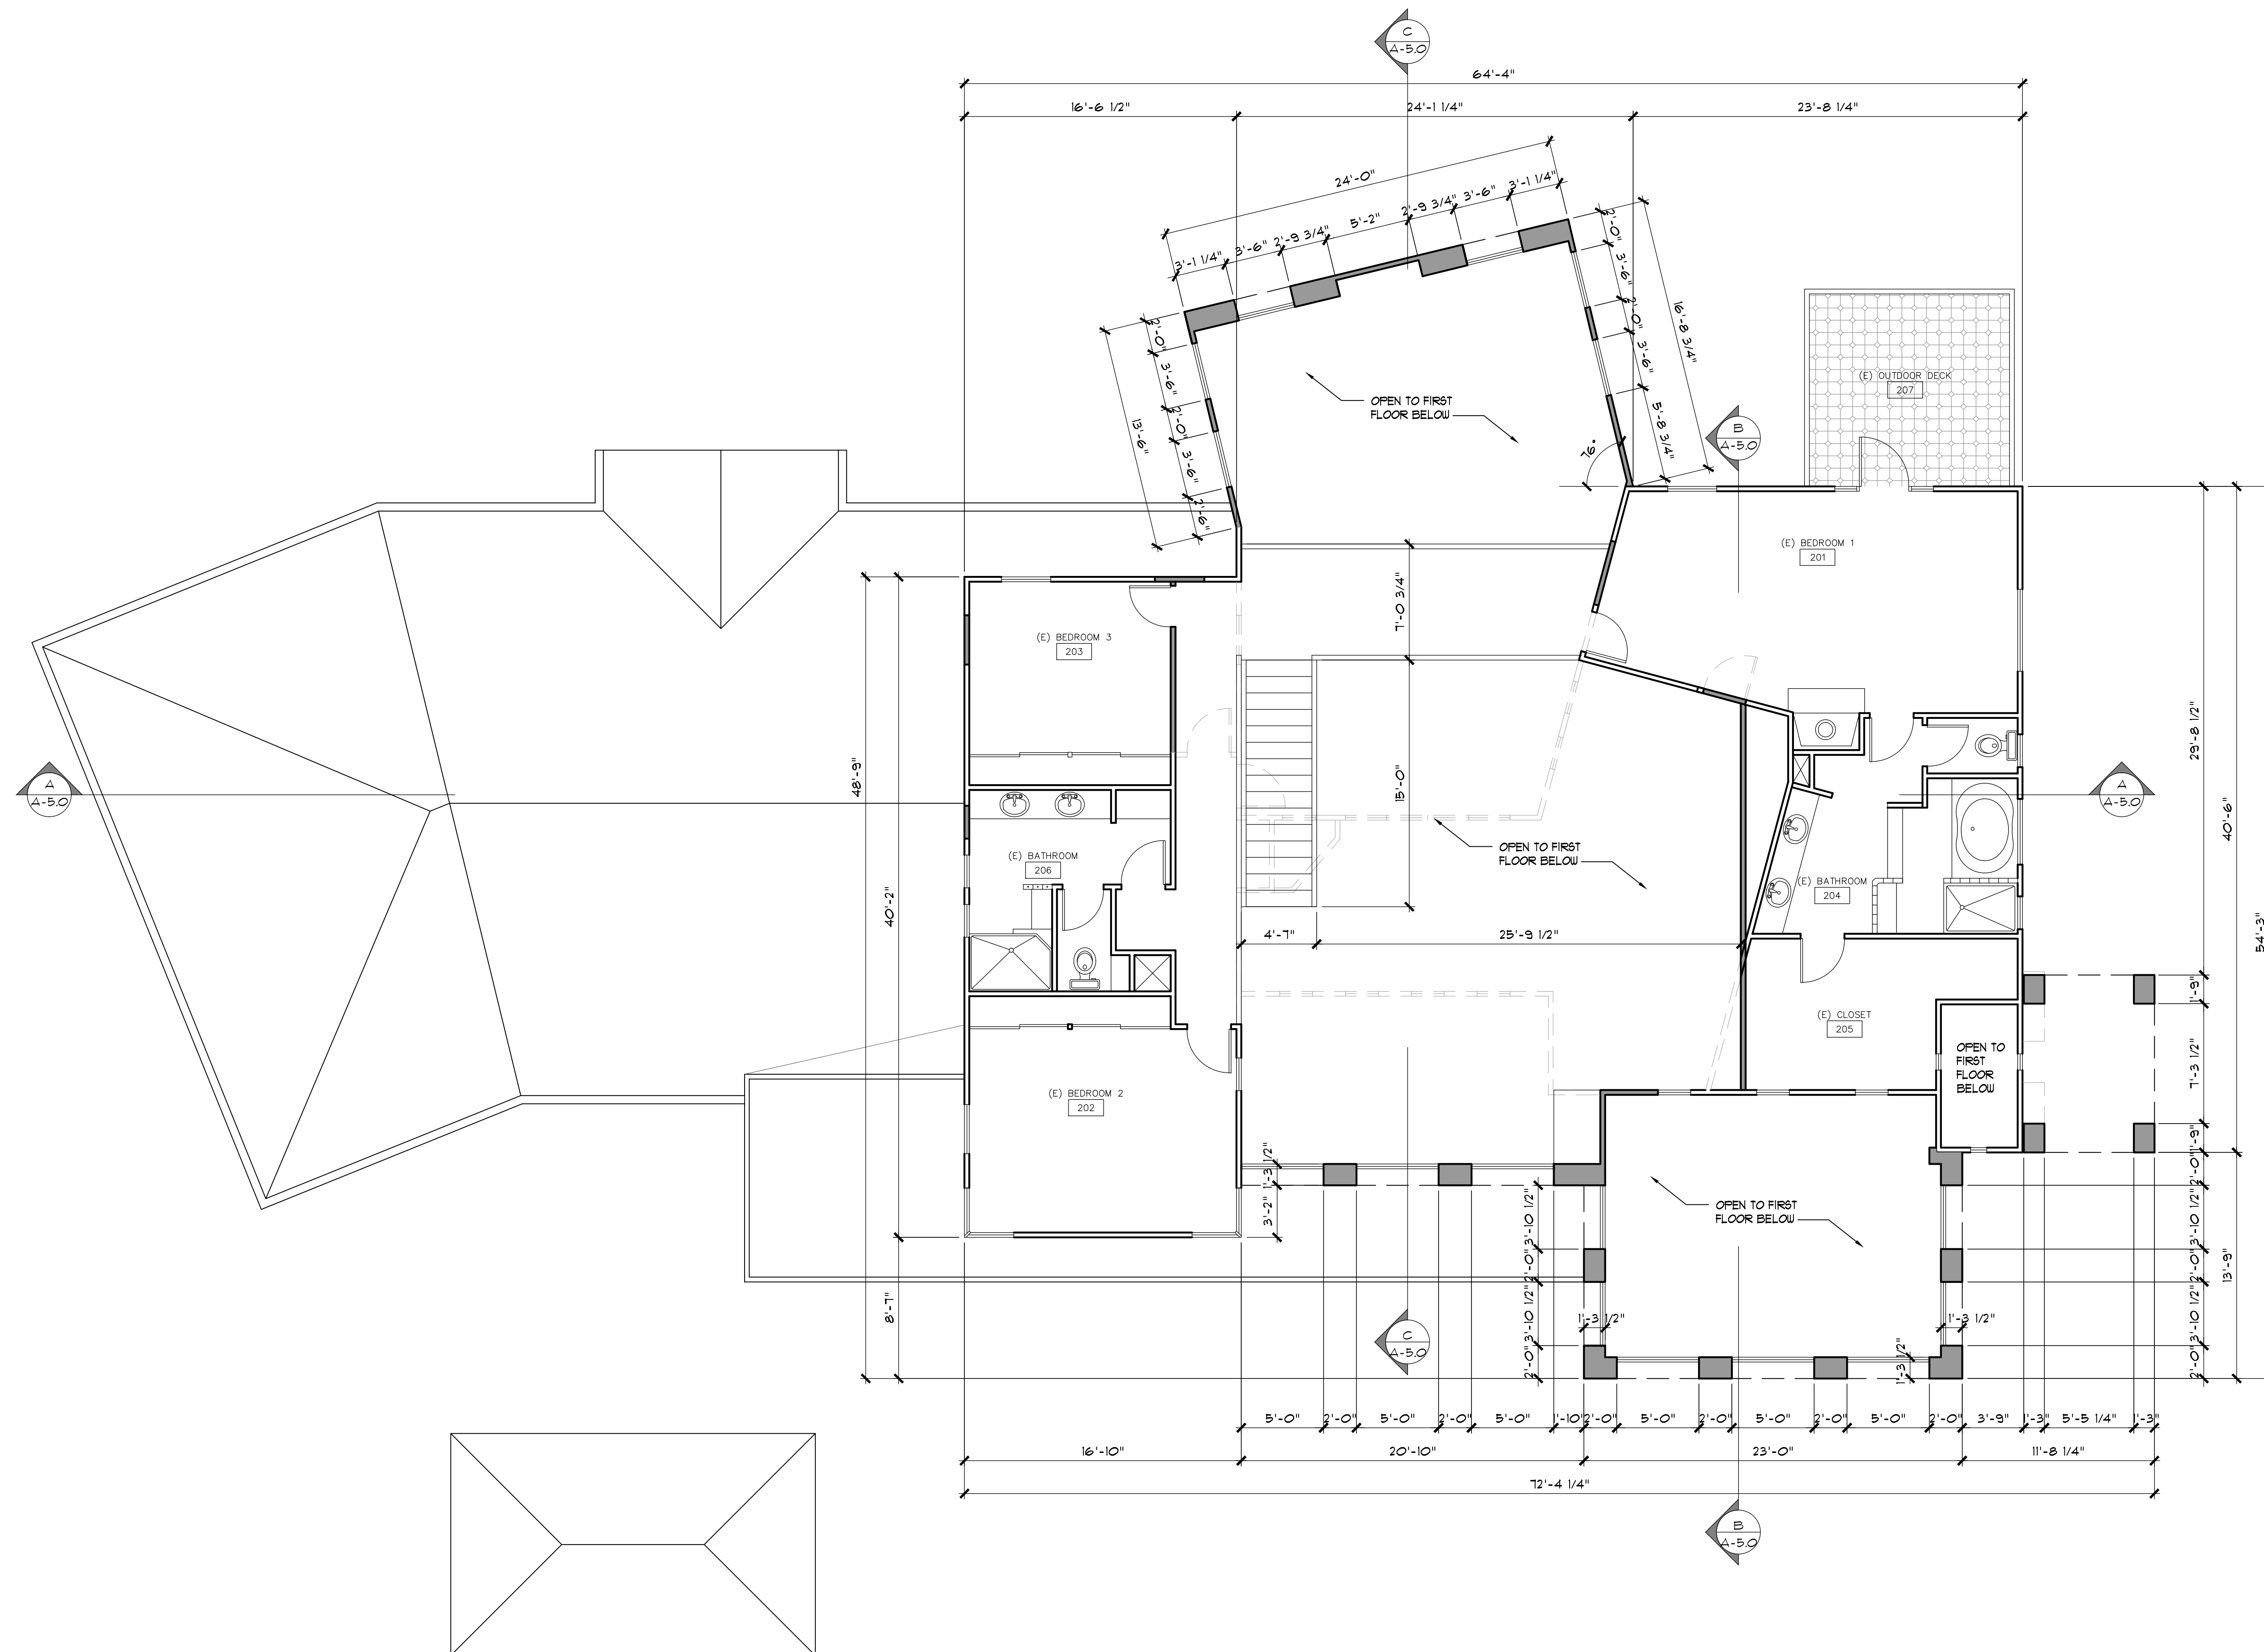 C
A-5.0
64'-4"
16'-6 1/2"
24'-1 1/4"
23'-8 1/4"
24'-0"
3'-1 1/4"
3'-6"
2'-9 3/4"
5'-2"
2'-9 3/4"
3'-6"
3'-1 1/4"
2'-0"
3'-6"
2'-0"
3'-6"
5'-8 3/4"
16'-8 3/4"
2'-0"
3'-6"
2'-0"
3'-6"
2'-6"
13'-6"
76°
OPEN TO FIRST
FLOOR BELOW
(E) OUTDOOR DECK
207
B
A-5.0
(E) BEDROOM 1
201
7'-0 3/4"
(E) BEDROOM 3
203
A
A-5.0
48'-9"
40'-2"
8'-7"
15'-0"
(E) BATHROOM
206
OPEN TO FIRST
FLOOR BELOW
4'-7"
25'-9 1/2"
(E) BATHROOM
204
A
A-5.0
29'-8 1/2"
40'-6"
54'-3"
(E) CLOSET
205
OPEN TO
FIRST
FLOOR
BELOW
1'-9"
7'-3 1/2"
1'-9"
(E) BEDROOM 2
202
1'-3 1/2"
3'-2"
OPEN TO FIRST
FLOOR BELOW
3'-10 1/2"
2'-0"
3'-10 1/2"
2'-0"
1'-3 1/2"
1'-3 1/2"
1'-3 1/2"
2'-0"
3'-10 1/2"
2'-0"
3'-10 1/2"
2'-0"
13'-9"
C
A-5.0
5'-0"
2'-0"
5'-0"
2'-0"
5'-0"
1'-10"
2'-0"
5'-0"
2'-0"
5'-0"
2'-0"
5'-0"
2'-0"
3'-9"
1'-3"
5'-5 1/4"
1'-3"
16'-10"
20'-10"
23'-0"
11'-8 1/4"
72'-4 1/4"
B
A-5.0